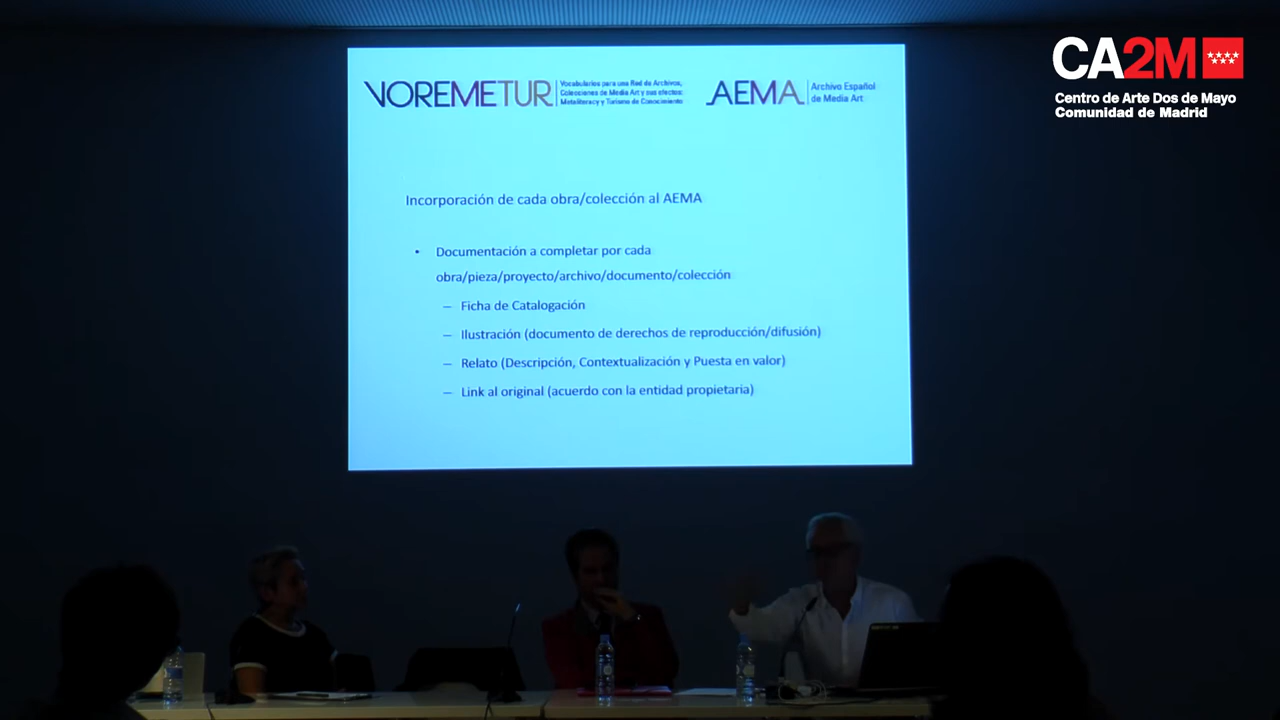 VOREMETUR
Vocabularios para una Red de Archivos,
Colecciones de Media Art y sus efectos:
Metaliteracy y Turismo de Conocimiento
AEMA
Archivo Español
de Media Art
CA2M
Centro de Arte Dos de Mayo
Comunidad de Madrid
Incorporación de cada obra/colección al AEMA
• Documentación a completar por cada
obra/pieza/proyecto/archivo/documento/colección
– Ficha de Catalogación
– Ilustración (documento de derechos de reproducción/difusión)
– Relato (Descripción, Contextualización y Puesta en valor)
– Link al original (acuerdo con la entidad propietaria)